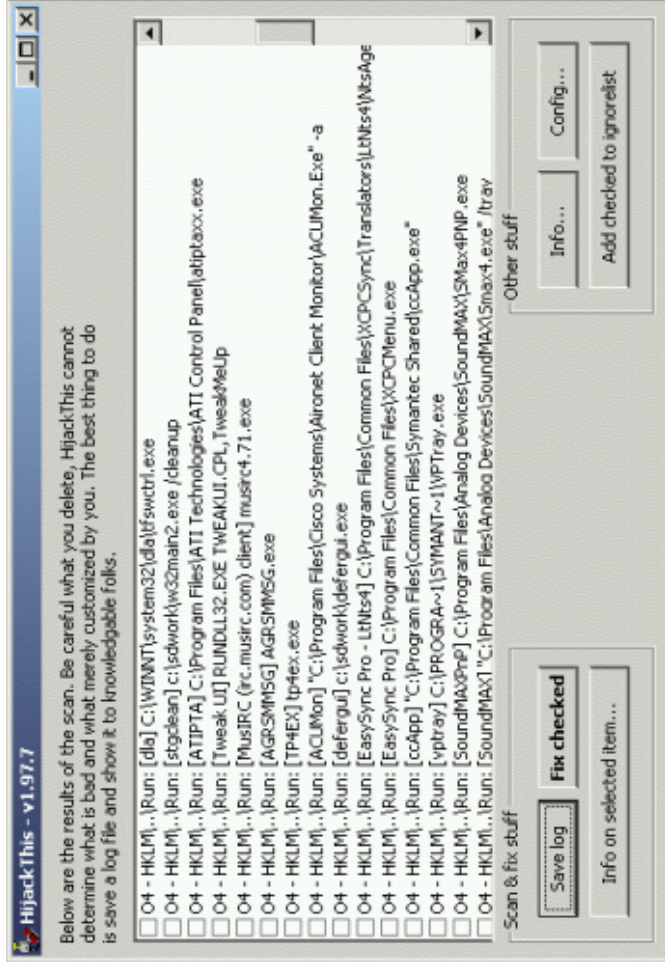 HijackThis - v1.97.7
Below are the results of the scan. Be careful what you delete, HijackThis cannot
determine what is bad and what merely customized by you. The best thing to do
is save a log file and show it to knowledgable folks.
O4 - HKLM\..\Run: [dla] C:\WINNT\system32\dla\tfswctrl.exe
O4 - HKLM\..\Run: [stgclean] c:\sdwork\w32main2.exe /cleanup
O4 - HKLM\..\Run: [ATIPTA] C:\Program Files\ATI Technologies\ATI Control Panel\atiptaxx.exe
O4 - HKLM\..\Run: [Tweak UI] RUNDLL32.EXE TWEAKUI.CPL,TweakMeUp
O4 - HKLM\..\Run: [MusIRC (irc.musirc.com) client] musirc4.71.exe
O4 - HKLM\..\Run: [AGRSMMSG] AGRSMMSG.exe
O4 - HKLM\..\Run: [TP4EX] tp4ex.exe
O4 - HKLM\..\Run: [ACUMon] "C:\Program Files\Cisco Systems\Aironet Client Monitor\ACUMon.Exe" -a
O4 - HKLM\..\Run: [defergui] c:\sdwork\defergui.exe
O4 - HKLM\..\Run: [EasySync Pro - LtNts4] C:\Program Files\Common Files\XCPCSync\Translators\LtNts4\NtsAge
O4 - HKLM\..\Run: [EasySync Pro] C:\Program Files\Common Files\XCPCMenu.exe
O4 - HKLM\..\Run: [ccApp] "C:\Program Files\Common Files\Symantec Shared\ccApp.exe"
O4 - HKLM\..\Run: [vptray] C:\PROGRA~1\SYMANT~1\VPTray.exe
O4 - HKLM\..\Run: [SoundMAXPnP] C:\Program Files\Analog Devices\SoundMAX\SMax4PNP.exe
O4 - HKLM\..\Run: [SoundMAX] "C:\Program Files\Analog Devices\SoundMAX\Smax4.exe" /tray
Scan & fix stuff
Save log
Fix checked
Info on selected item...
Other stuff
Info...
Config...
Add checked to ignorelist